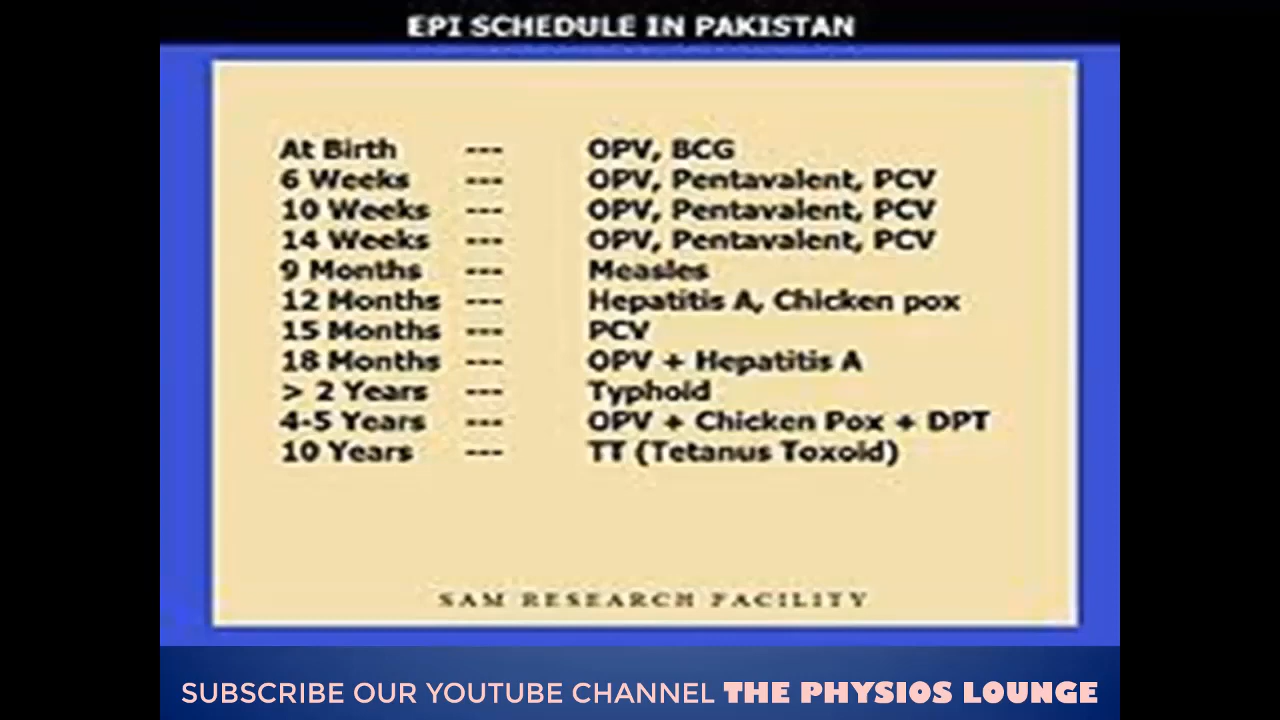 EPI SCHEDULE IN PAKISTAN
At Birth --- OPV, BCG
6 Weeks --- OPV, Pentavalent, PCV
10 Weeks --- OPV, Pentavalent, PCV
14 Weeks --- OPV, Pentavalent, PCV
9 Months --- Measles
12 Months --- Hepatitis A, Chicken pox
15 Months --- PCV
18 Months --- OPV + Hepatitis A
> 2 Years --- Typhoid
4-5 Years --- OPV + Chicken Pox + DPT
10 Years --- TT (Tetanus Toxoid)
SAM RESEARCH FACILITY
SUBSCRIBE OUR YOUTUBE CHANNEL THE PHYSIOS LOUNGE